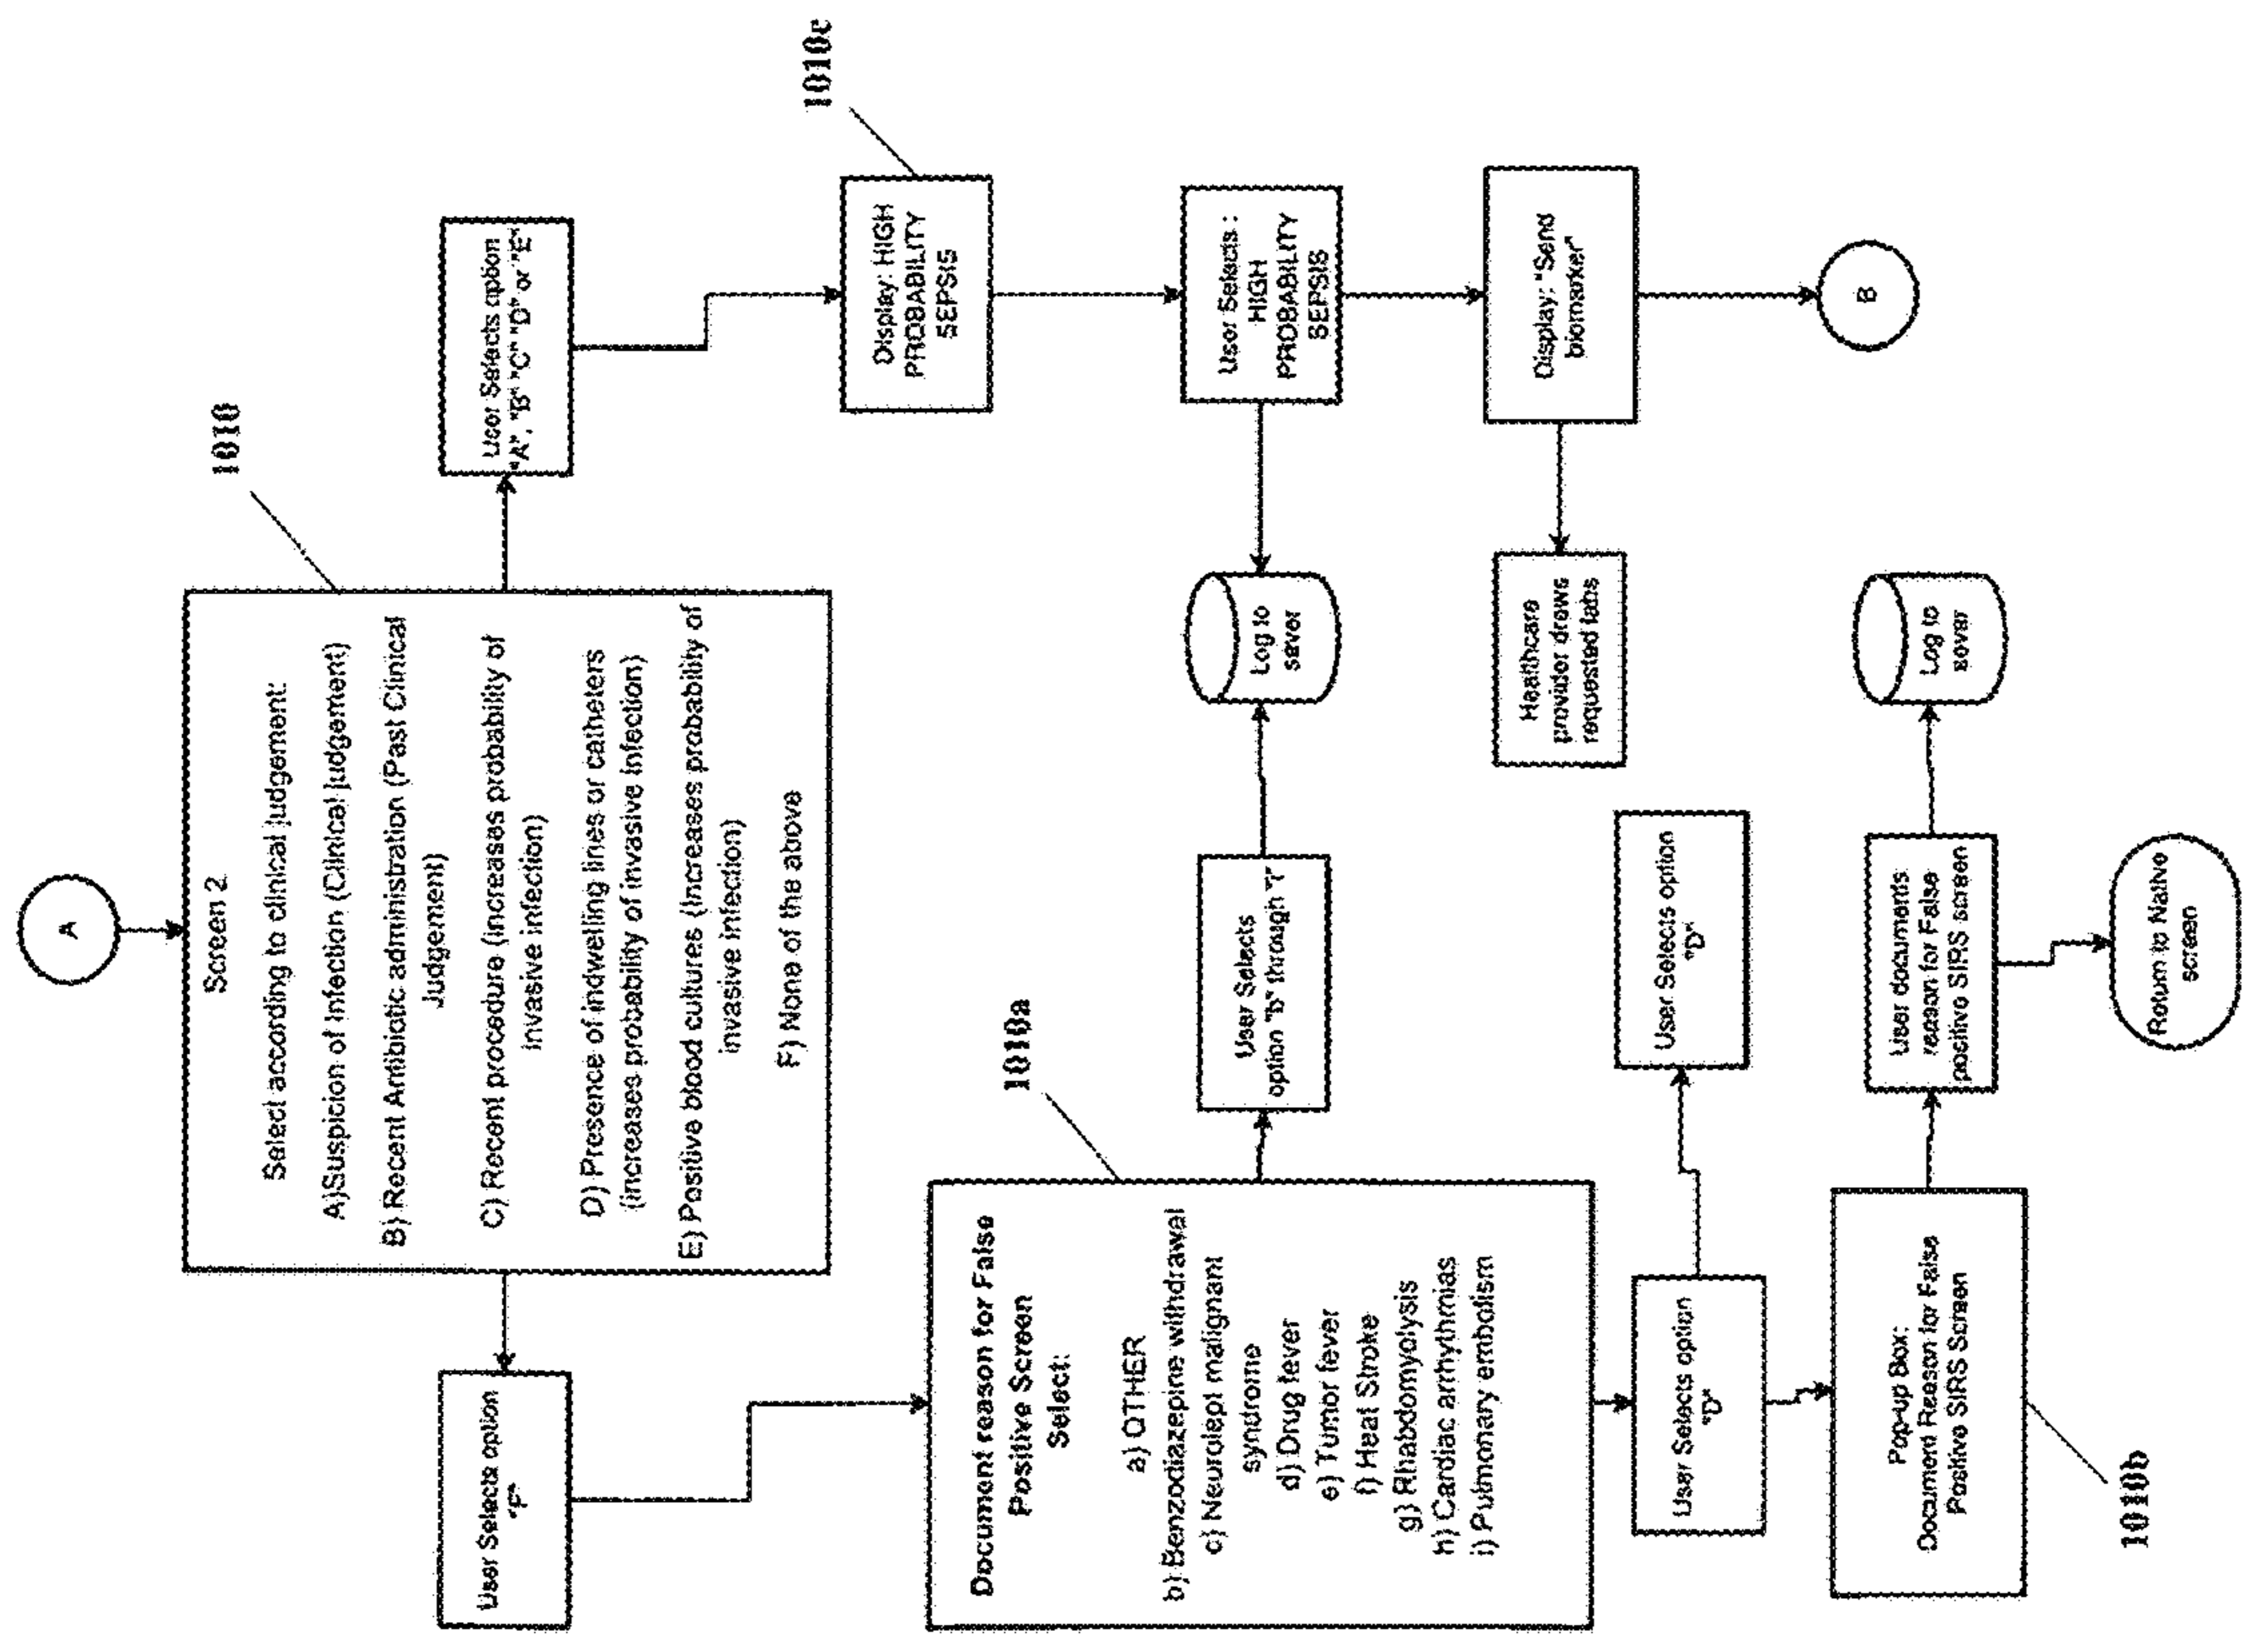 A
1010
Screen 2
Select according to clinical judgement:
A)Suspicion of Infection (Clinical judgement)
B) Recent Antibiotic administration (Past Clinical
Judgement)
C) Recent procedure (increases probability of
invasive infection)
D) Presence of indwelling lines or catheters
(increases probability of invasive infection)
E) Positive blood cultures (Increases probability of
invasive infection)
F) None of the above
User Selects option
"F"
User Selects option
"A", "B" "C" "D" or "E"
1010c
Display: HIGH
PROBABILITY
SEPSIS
1010a
Document reason for False
Positive Screen
Select:
a) OTHER
b) Benzodiazepine withdrawal
c) Neurolept malignant
syndrome
d) Drug fever
e) Tumor fever
f) Heat Stroke
g) Rhabdomyolysis
h) Cardiac arrhythmias
i) Pulmonary embolism
User Selects
option "b" through "i"
Log to
sever
User Selects :
HIGH
PROBABILITY
SEPSIS
Healthcare
provider draws
requested labs
Display: "Send
biomarker"
User Selects option
"D"
User Selects option
"D"
Pop-up Box:
Document Reason for False
Positive SIRS Screen
1010b
User documents
reason for False
positive SIRS screen
Log to
sever
B
Return to Native
screen